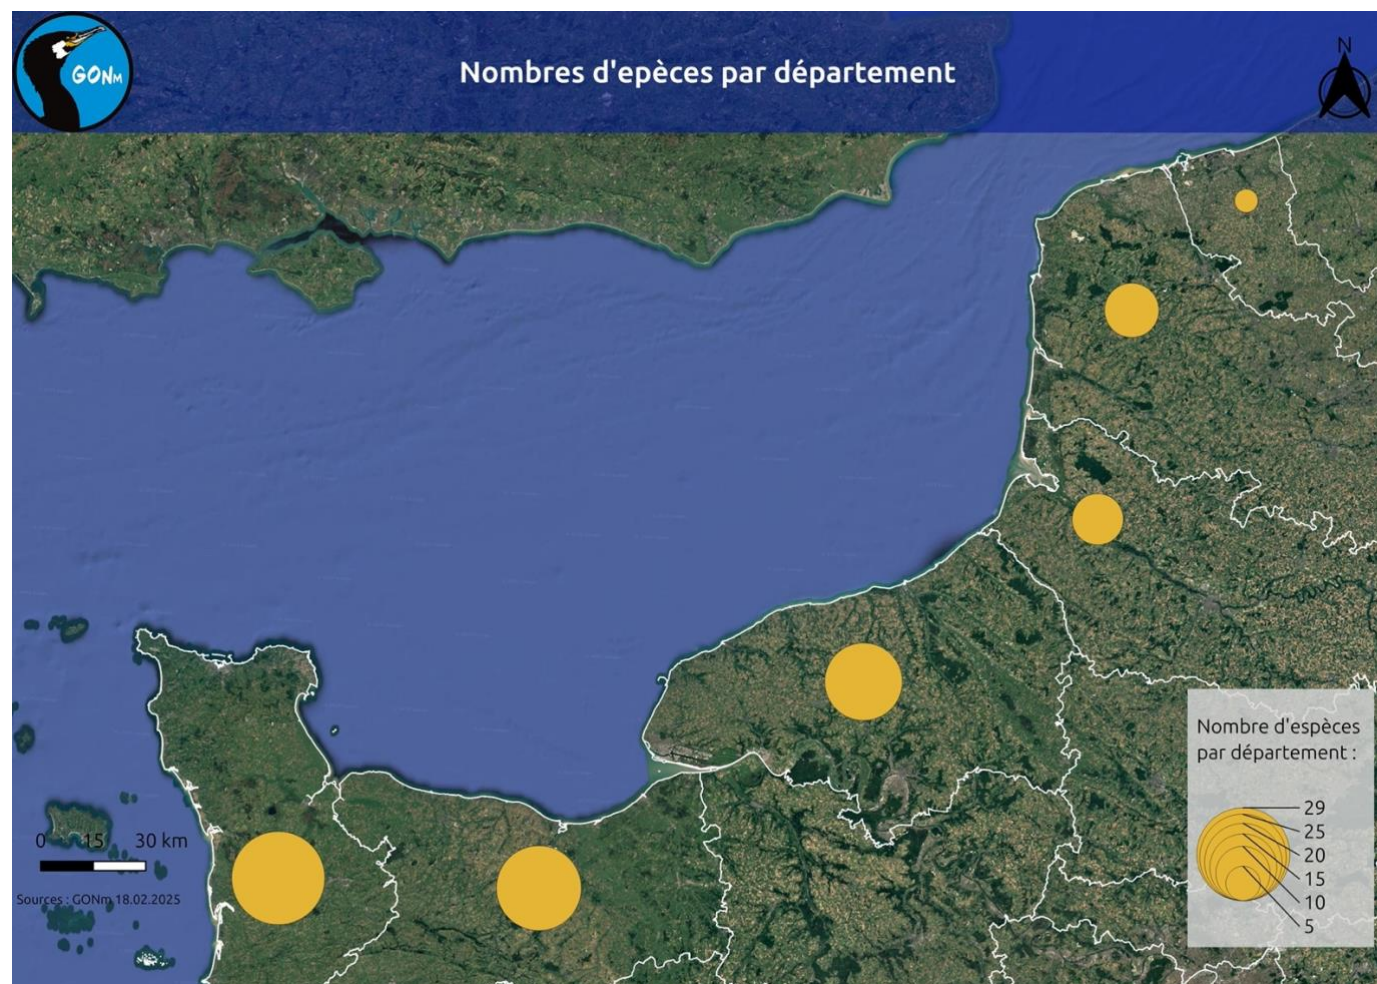 GONm
Nombres d'epèces par département
N
Nombre d'espèces
par département :
29
25
20
15
10
5
0 15 30 km
Sources : GONm 18.02.2025